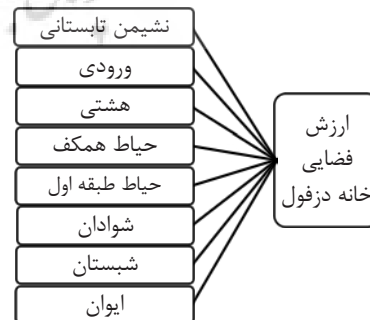 نشیمن تابستانی
ورودی
هشتی
حیاط همکف
حیاط طبقه اول
شوادان
شبستان
ایوان
ارزش
فضایی
خانه دزفول